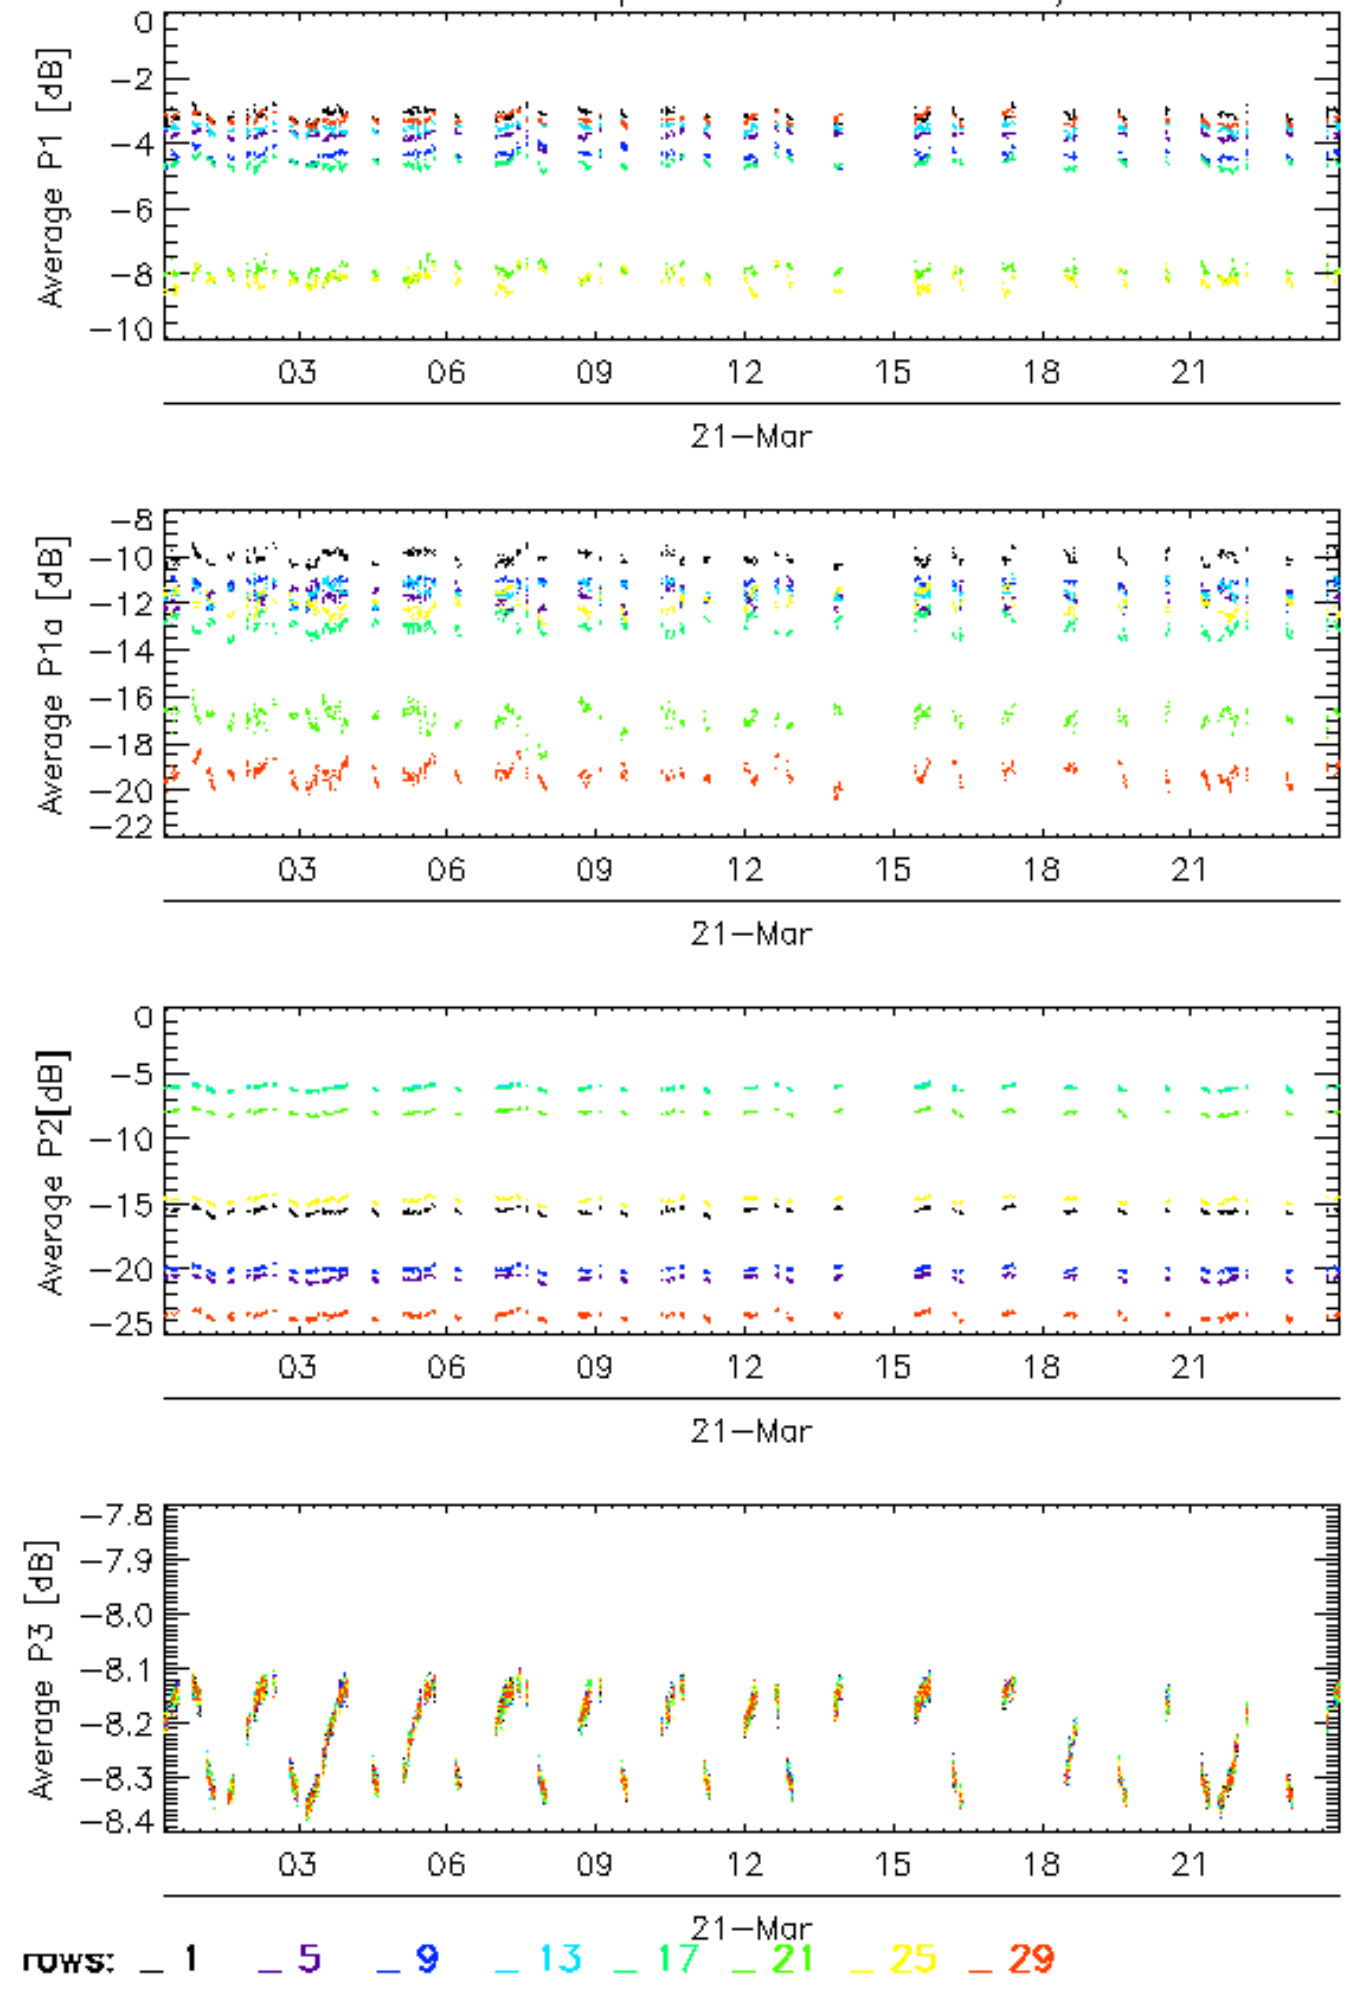 0
−2
−4
−6
−8
−10
Average P1 [dB]
03 06 09 12 15 18 21
21−Mar
−8
−10
−12
−14
−16
−18
−20
−22
Average P1a [dB]
03 06 09 12 15 18 21
21−Mar
0
−5
−10
−15
−20
−25
Average P2[dB]
03 06 09 12 15 18 21
21−Mar
−7.8
−7.9
−8.0
−8.1
−8.2
−8.3
−8.4
Average P3 [dB]
03 06 09 12 15 18 21
21−Mar
rows: _ 1 _ 5 _ 9 _ 13 _ 17 _ 21 _ 25 _ 29